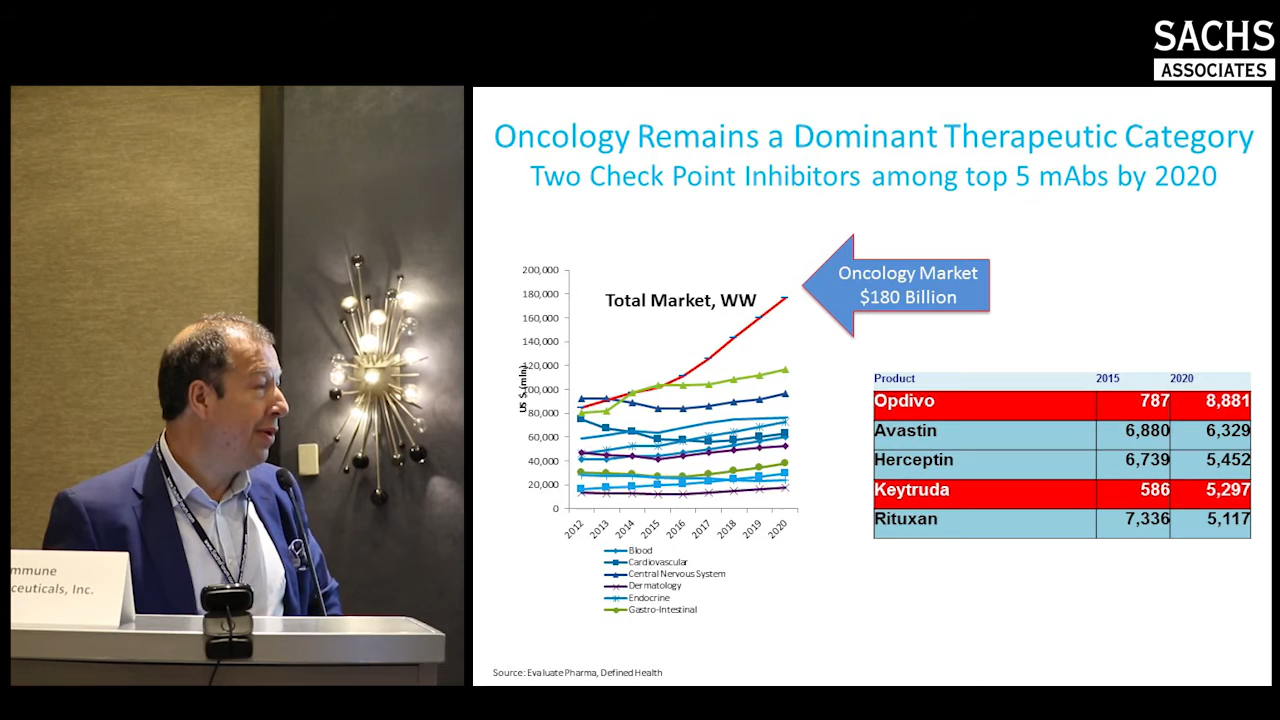 SACHS
ASSOCIATES
Oncology Remains a Dominant Therapeutic Category
Two Check Point Inhibitors among top 5 mAbs by 2020
Oncology Market
$180 Billion
Total Market, WW
US $ (mln)
200,000
180,000
160,000
140,000
120,000
100,000
80,000
60,000
40,000
20,000
0
2012 2013 2014 2015 2016 2017 2018 2019 2020
Blood
Cardiovascular
Central Nervous System
Dermatology
Endocrine
Gastro-Intestinal
Product 2015 2020
Opdivo 787 8,881
Avastin 6,880 6,329
Herceptin 6,739 5,452
Keytruda 586 5,297
Rituxan 7,336 5,117
Source: Evaluate Pharma, Defined Health
mmune
ceuticals, Inc.